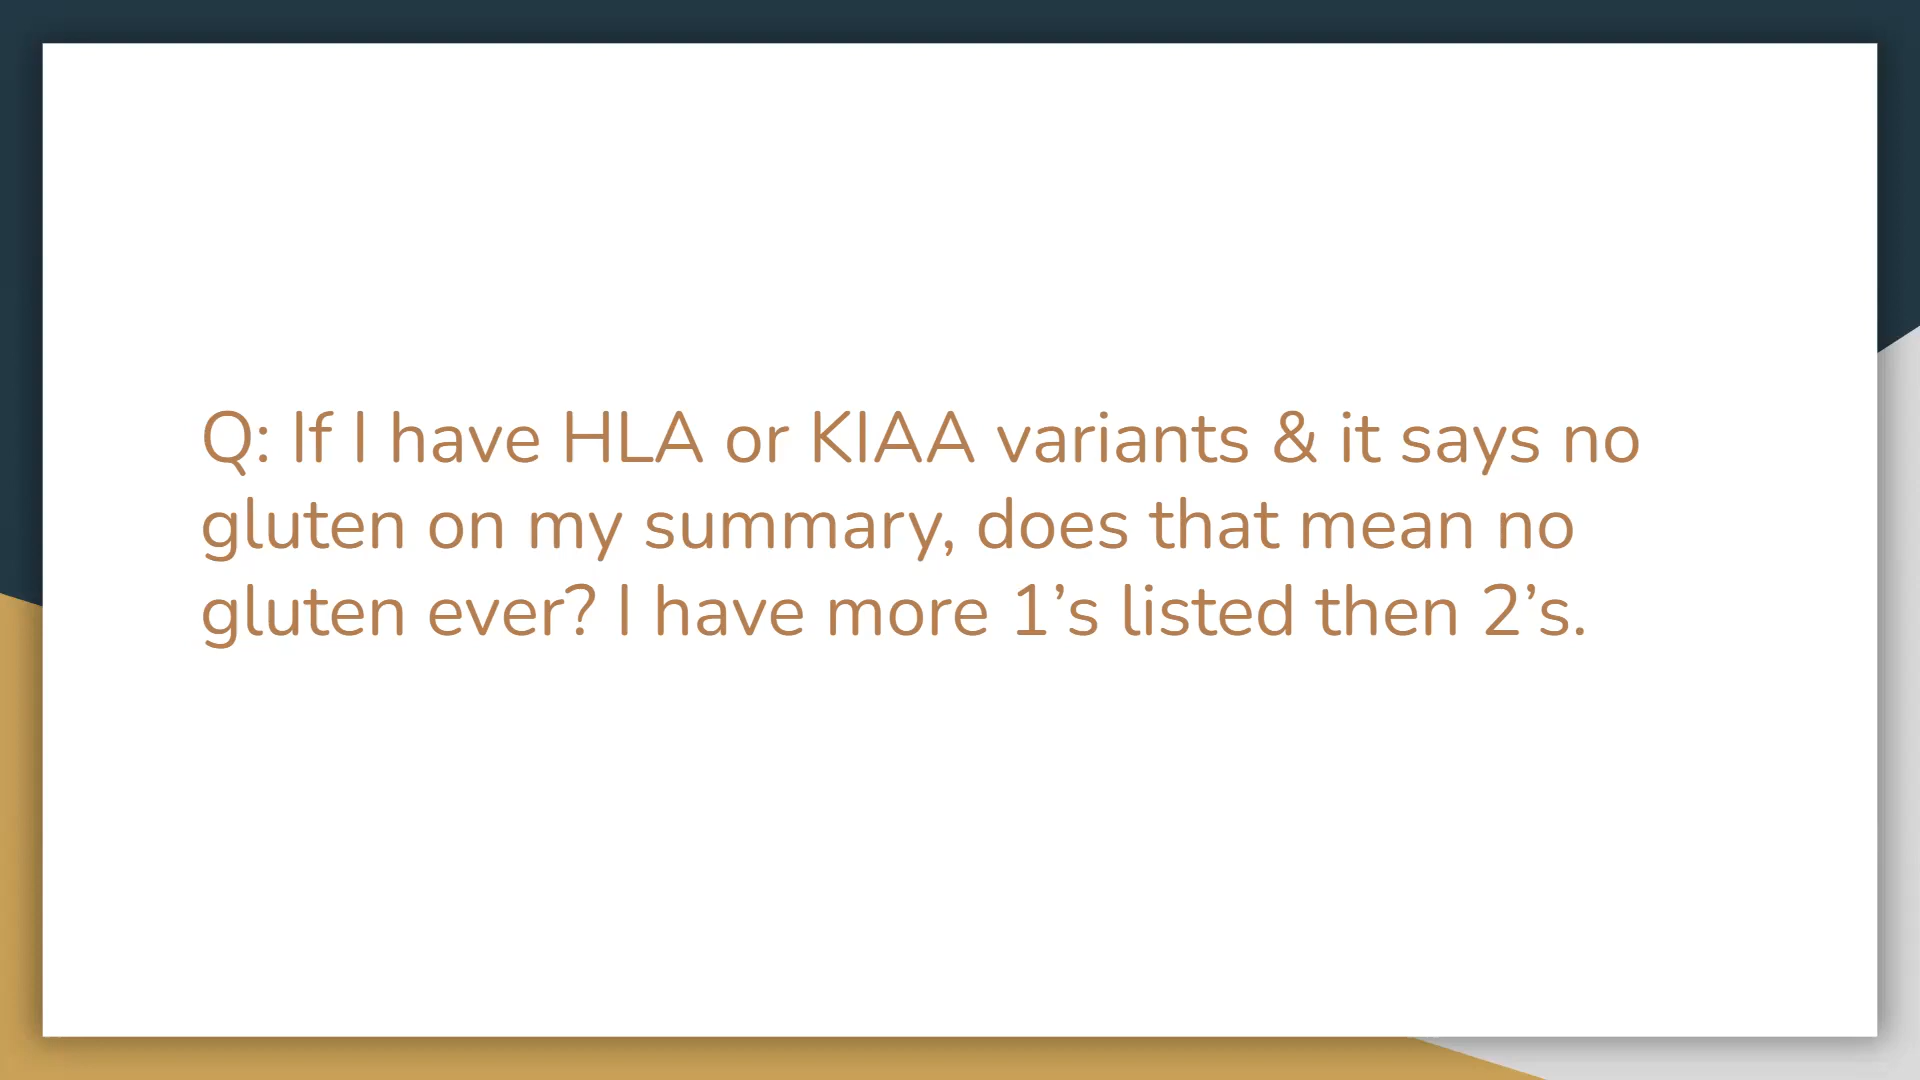 Q: If I have HLA or KIAA variants & it says no
gluten on my summary, does that mean no
gluten ever? I have more 1’s listed then 2’s.